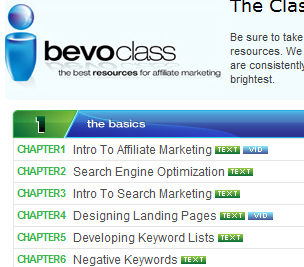 The Clas
Be sure to take
resources. We
are consistently
brightest.
bevoclass
the best resources for affiliate marketing
1 the basics
CHAPTER1 Intro To Affiliate Marketing TEXT VID
CHAPTER2 Search Engine Optimization TEXT
CHAPTER3 Intro To Search Marketing TEXT
CHAPTER4 Designing Landing Pages TEXT VID
CHAPTER5 Developing Keyword Lists TEXT
CHAPTER6 Negative Keywords TEXT